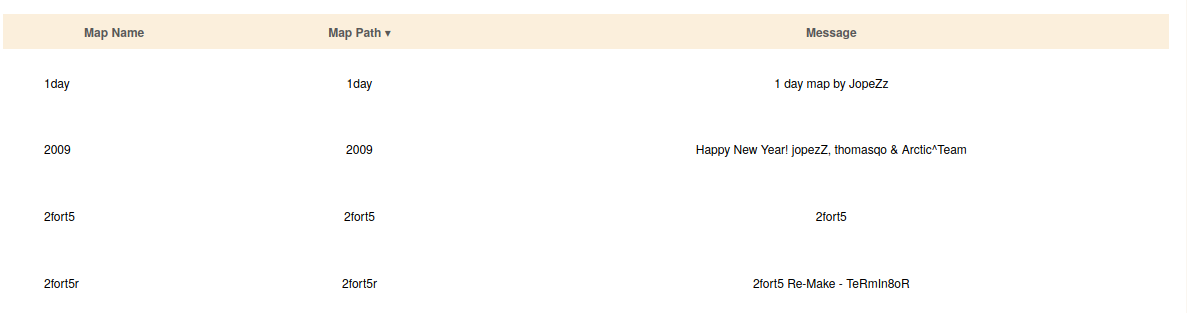 Map Name Map Path ▾ Message
1day 1day 1 day map by JopeZz
2009 2009 Happy New Year! jopezZ, thomasqo & Arctic^Team
2fort5 2fort5 2fort5
2fort5r 2fort5r 2fort5 Re-Make - TeRmIn8oR